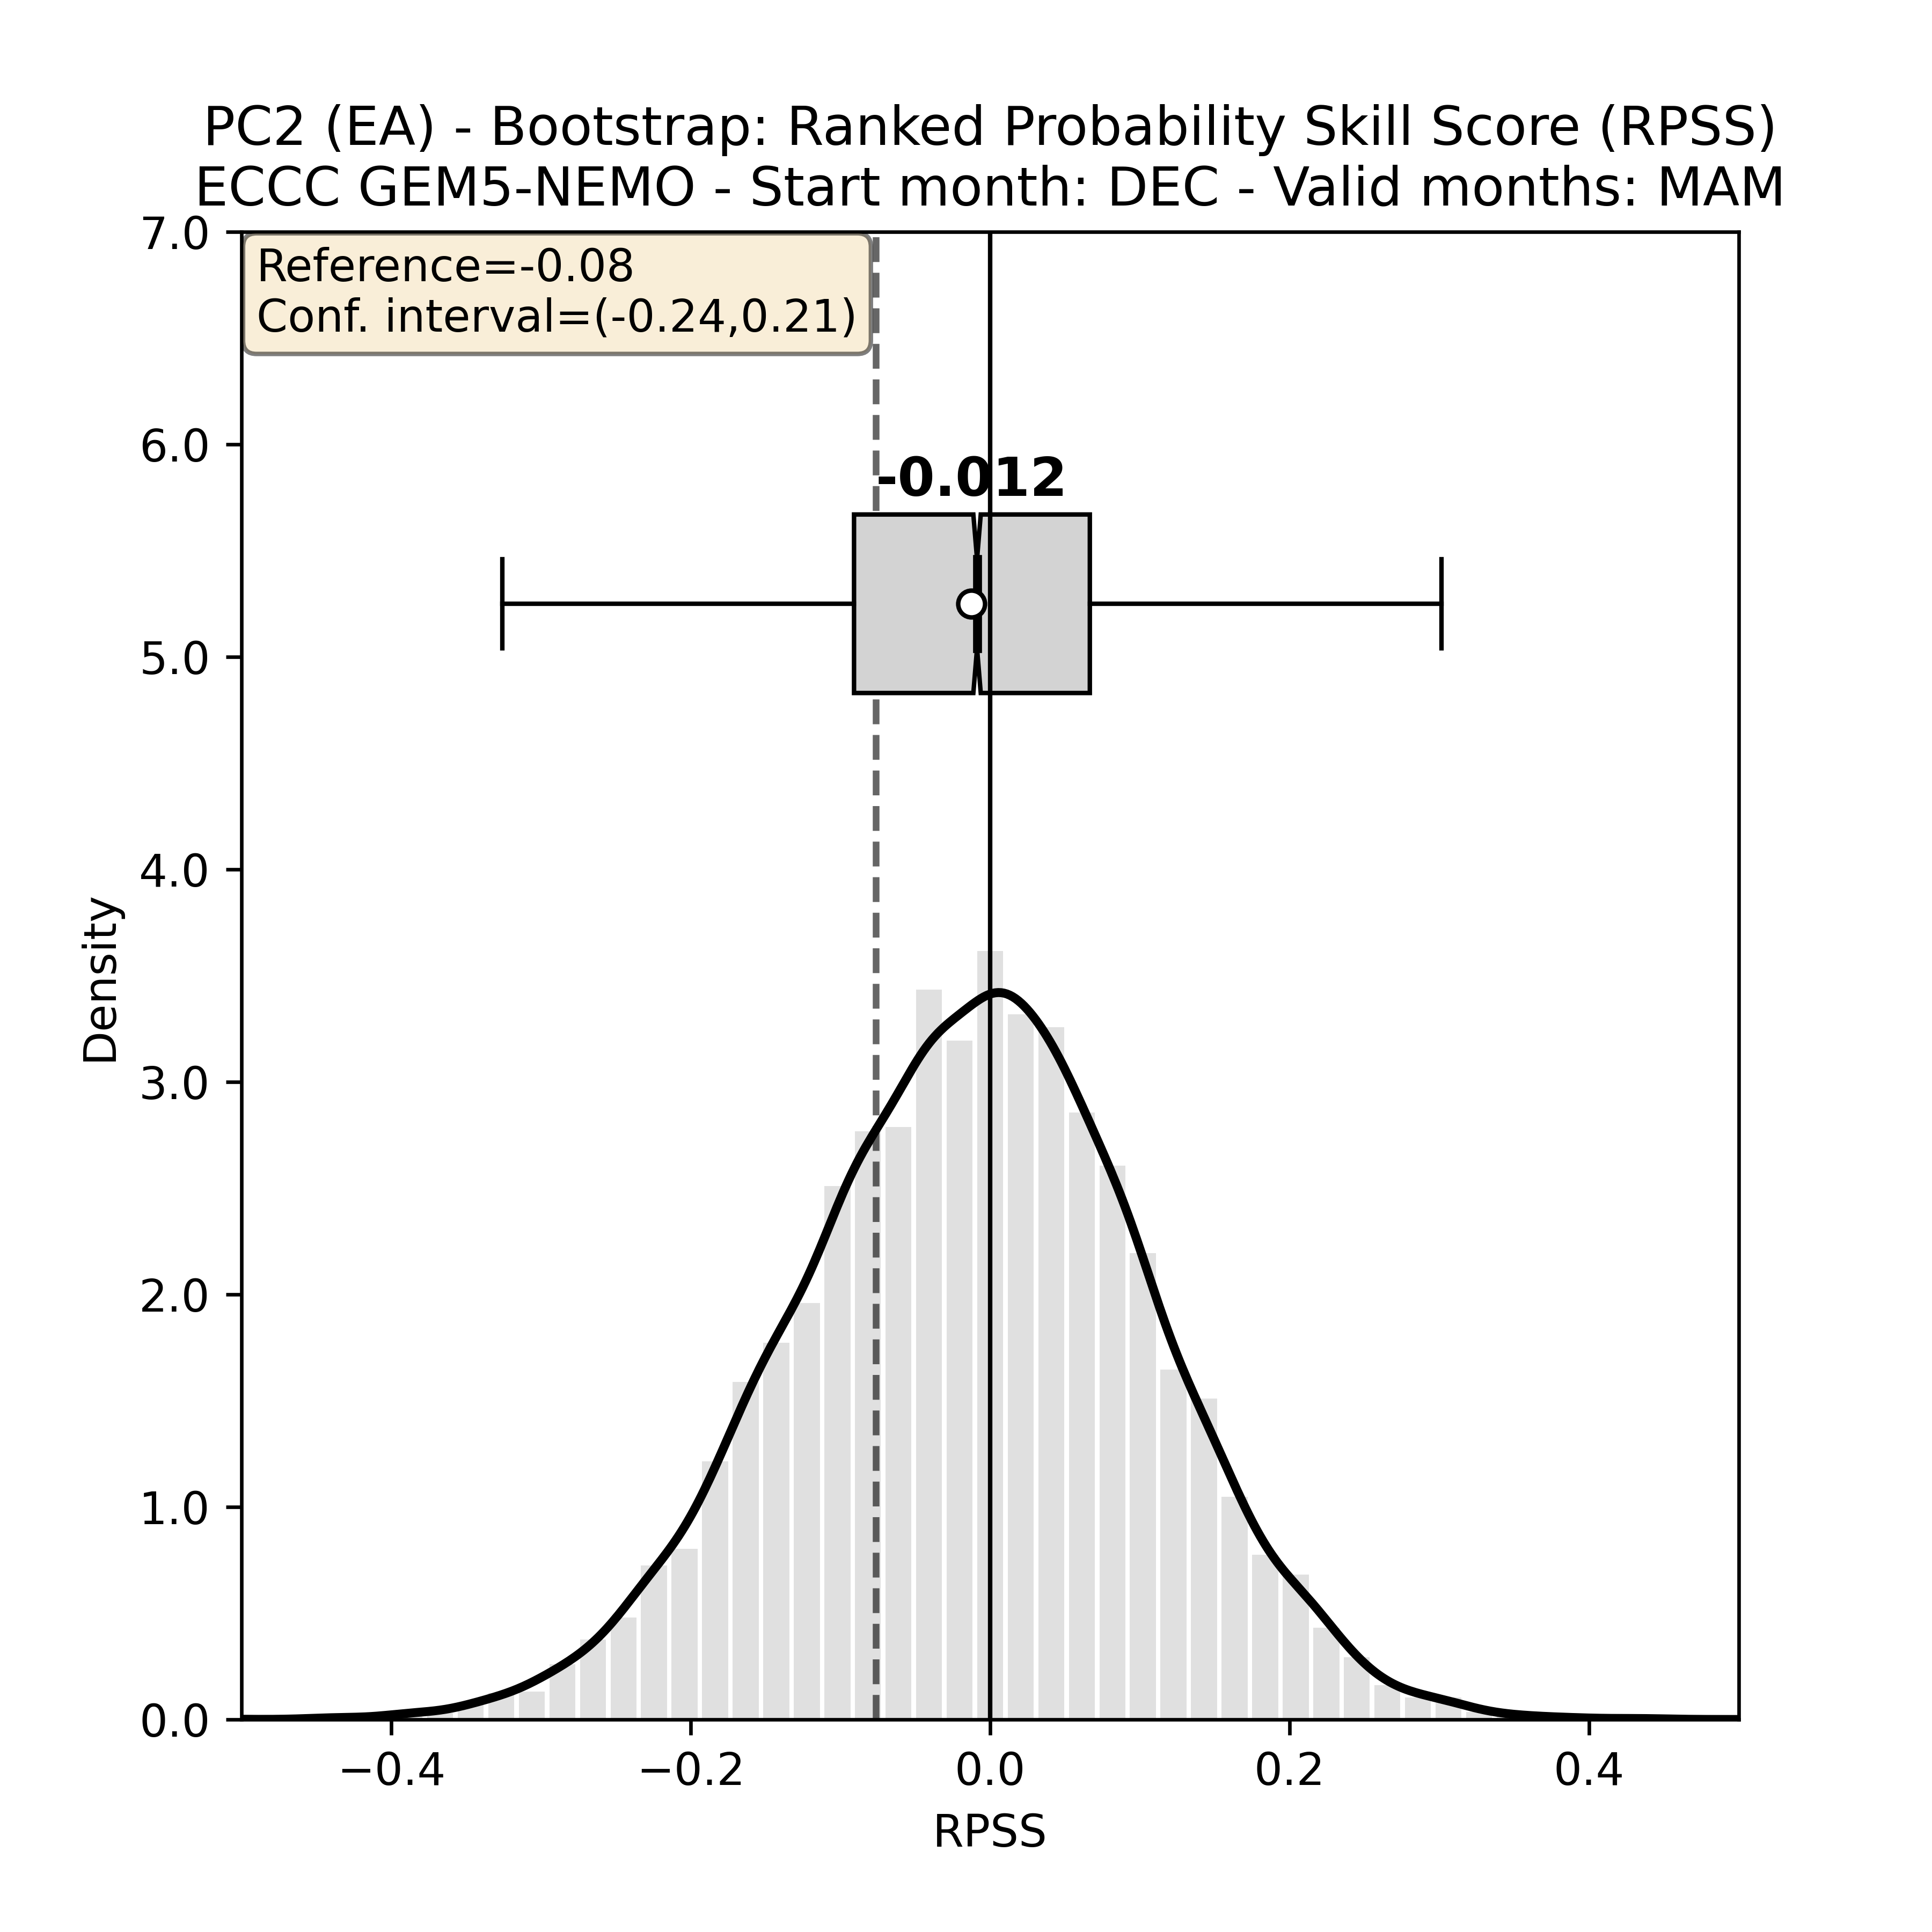 PC2 (EA) - Bootstrap: Ranked Probability Skill Score (RPSS)
ECCC GEM5-NEMO - Start month: DEC - Valid months: MAM
Reference=-0.08
Conf. interval=(-0.24,0.21)
-0.012
7.0
6.0
5.0
4.0
3.0
2.0
1.0
0.0
Density
−0.4
−0.2
0.0
0.2
0.4
RPSS